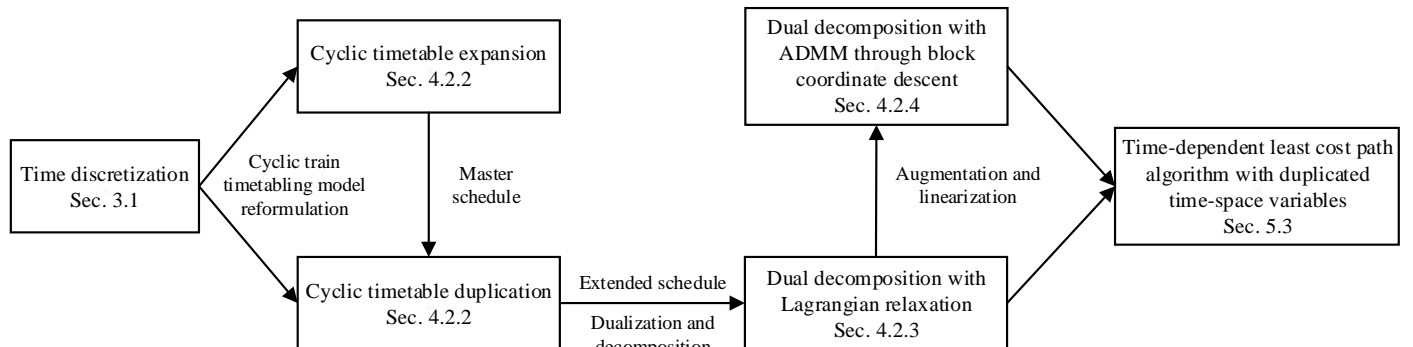 Time discretization
Sec. 3.1
Cyclic train
timetabling model
reformulation
Cyclic timetable expansion
Sec. 4.2.2
Master
schedule
Cyclic timetable duplication
Sec. 4.2.2
Extended schedule
Dualization and
decomposition
Dual decomposition with
ADMM through block
coordinate descent
Sec. 4.2.4
Augmentation and
linearization
Dual decomposition with
Lagrangian relaxation
Sec. 4.2.3
Time-dependent least cost path
algorithm with duplicated
time-space variables
Sec. 5.3